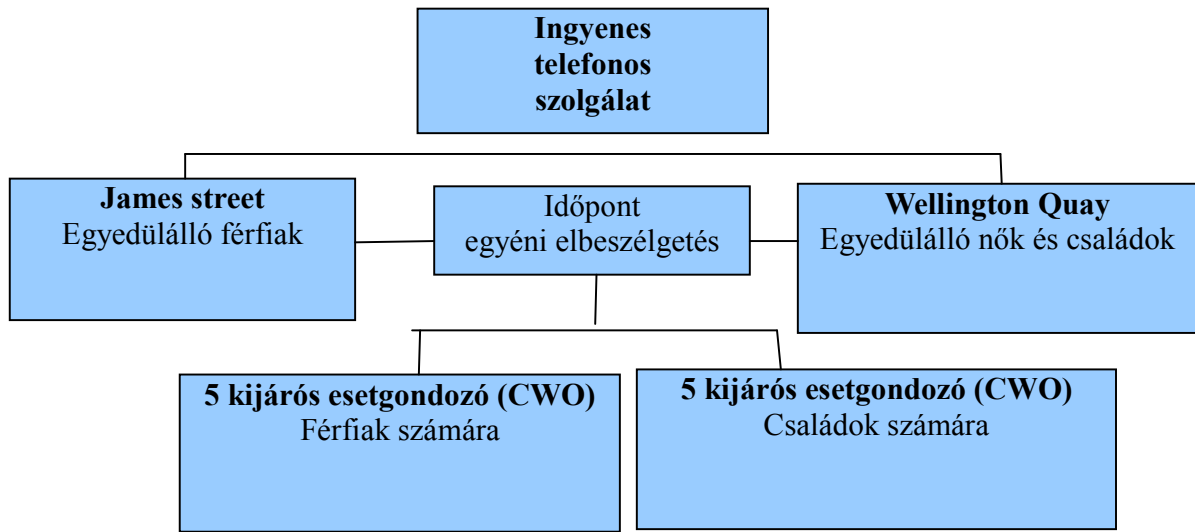 Ingyenes
telefonos
szolgálat
James street
Egyedülálló férfiak
Időpont
egyéni elbeszélgetés
Wellington Quay
Egyedülálló nők és családok
5 kijárós esetgondozó (CWO)
Férfiak számára
5 kijárós esetgondozó (CWO)
Családok számára